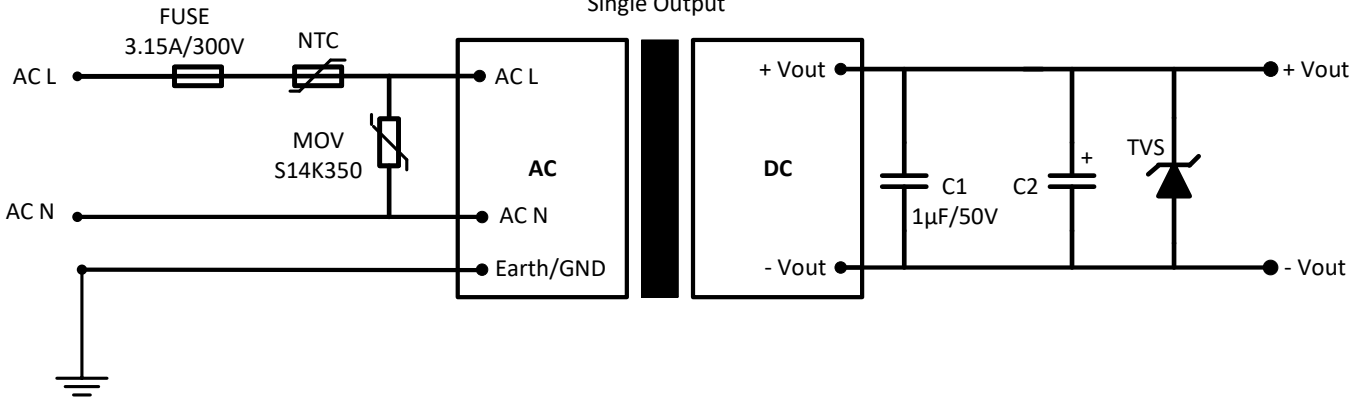 Single Output
FUSE
3.15A/300V
NTC
AC L
AC L
MOV
S14K350
AC
AC N
AC N
Earth/GND
+ Vout
+ Vout
DC
C1
1µF/50V
C2
+
TVS
- Vout
- Vout